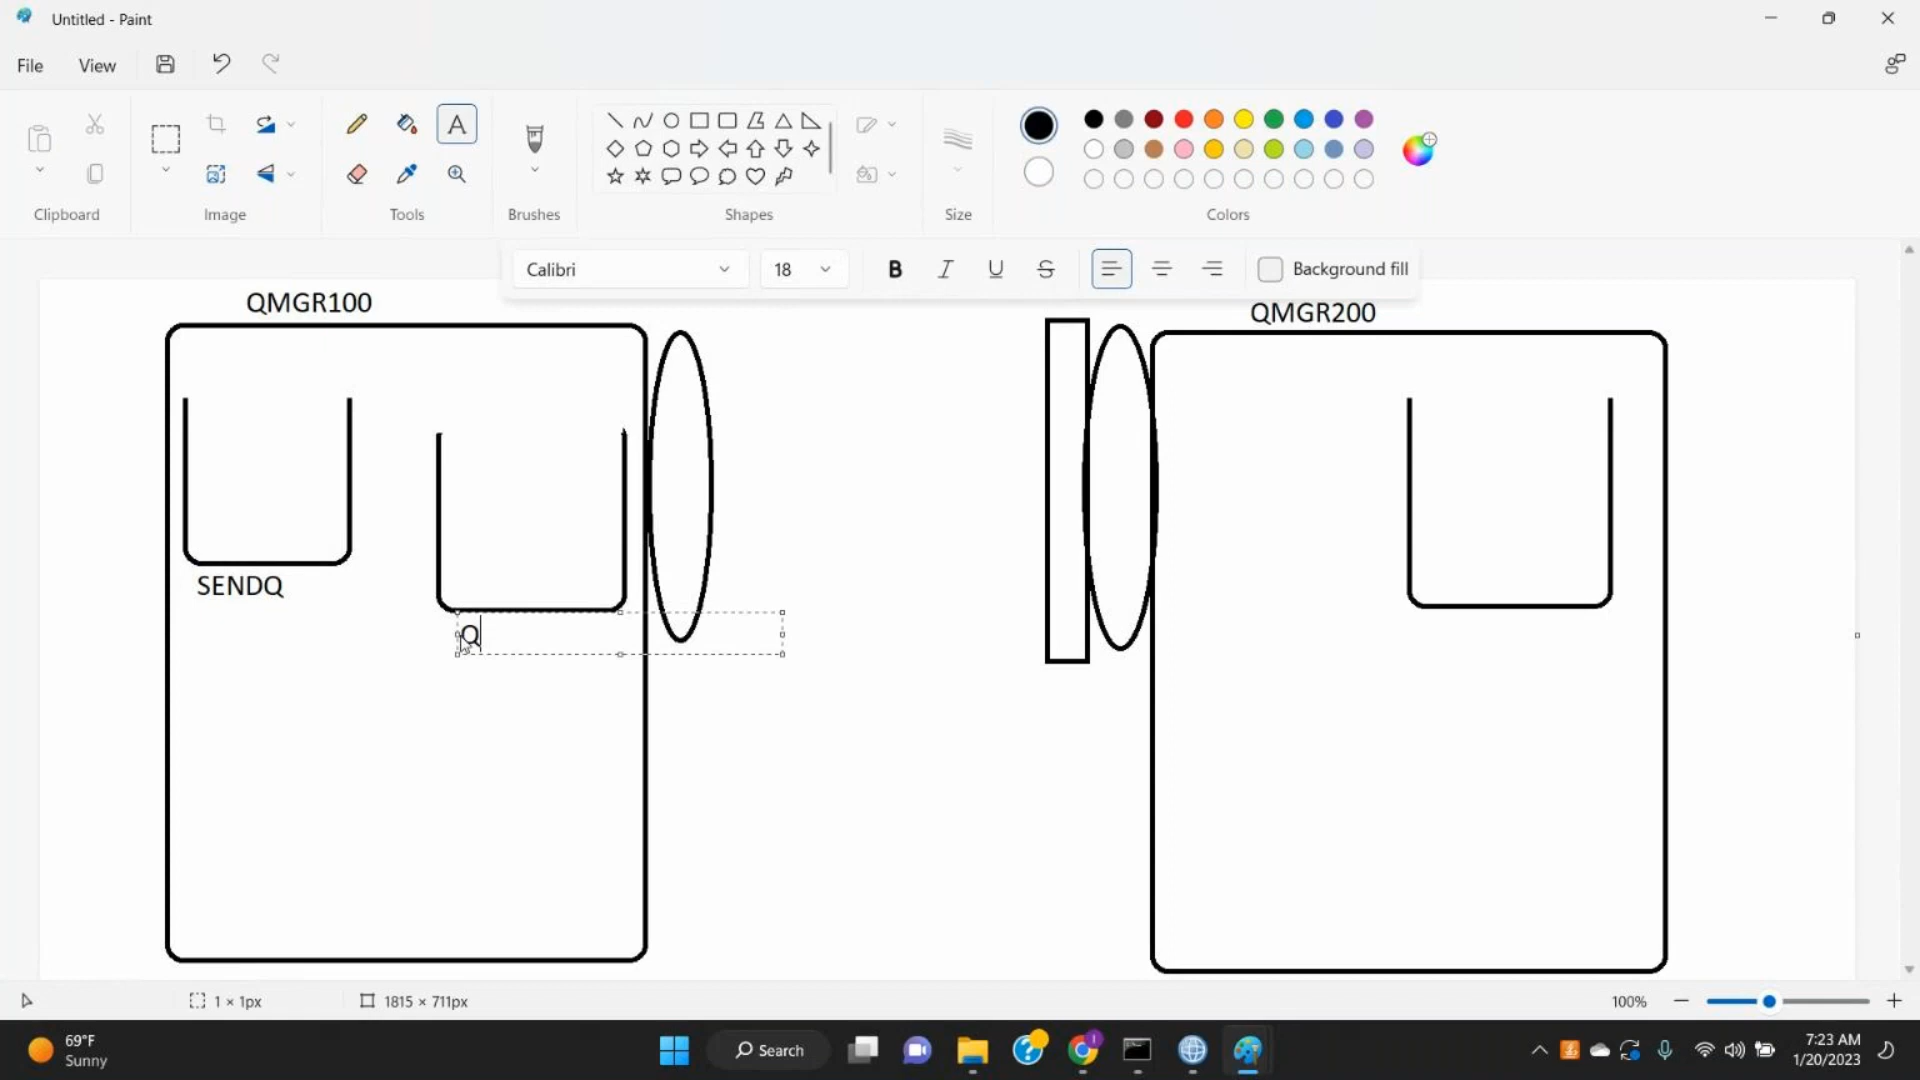 Untitled - Paint
File
View
A
Clipboard
Image
Tools
Brushes
Shapes
Size
Colors
Calibri
18
B
I
U
S
Background fill
QMGR100
QMGR200
SENDQ
Q
1 × 1px
1815 × 711px
100%
69°F
Sunny
Search
7:23 AM
1/20/2023